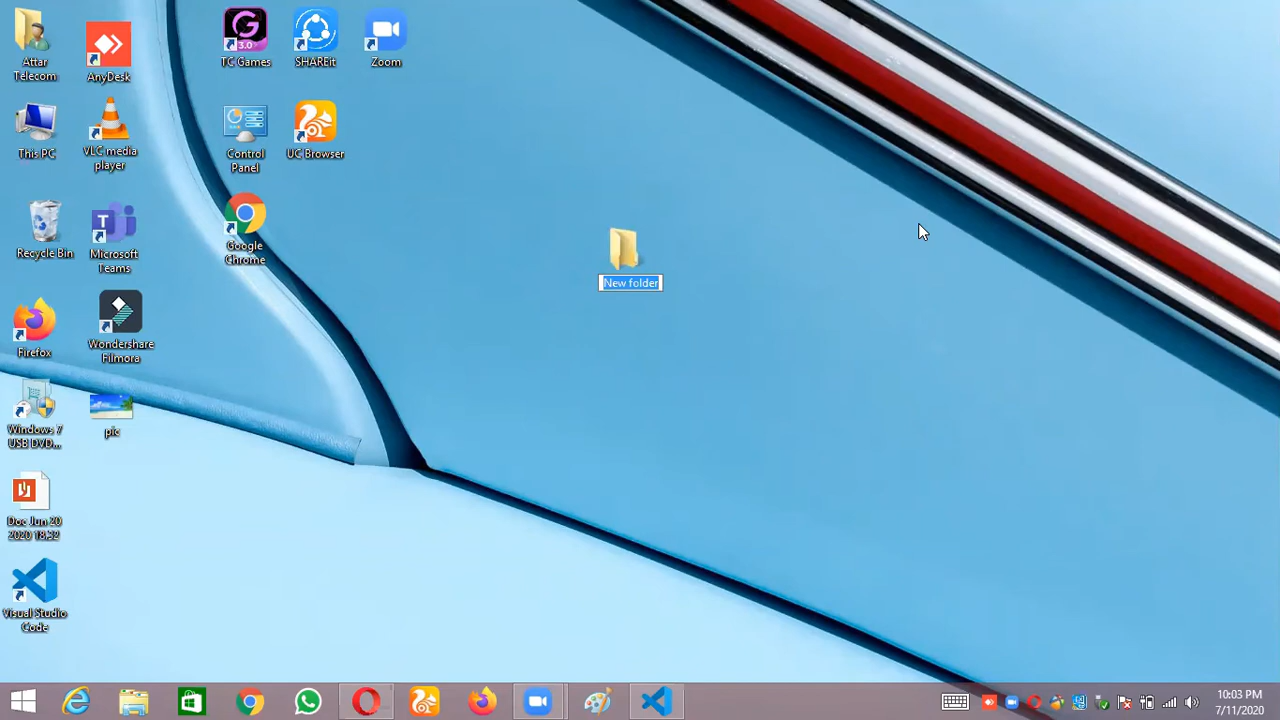 Attar
Telecom
AnyDesk
3.0
TC Games
SHAREit
Zoom
This PC
VLC media
player
Control
Panel
UC Browser
Recycle Bin
T
Microsoft
Teams
Google
Chrome
New folder
Firefox
Wondershare
Filmora
Windows 7
USB DVD...
pic
Doc Jun 20
2020 18.32
Visual Studio
Code
10:03 PM
7/11/2020